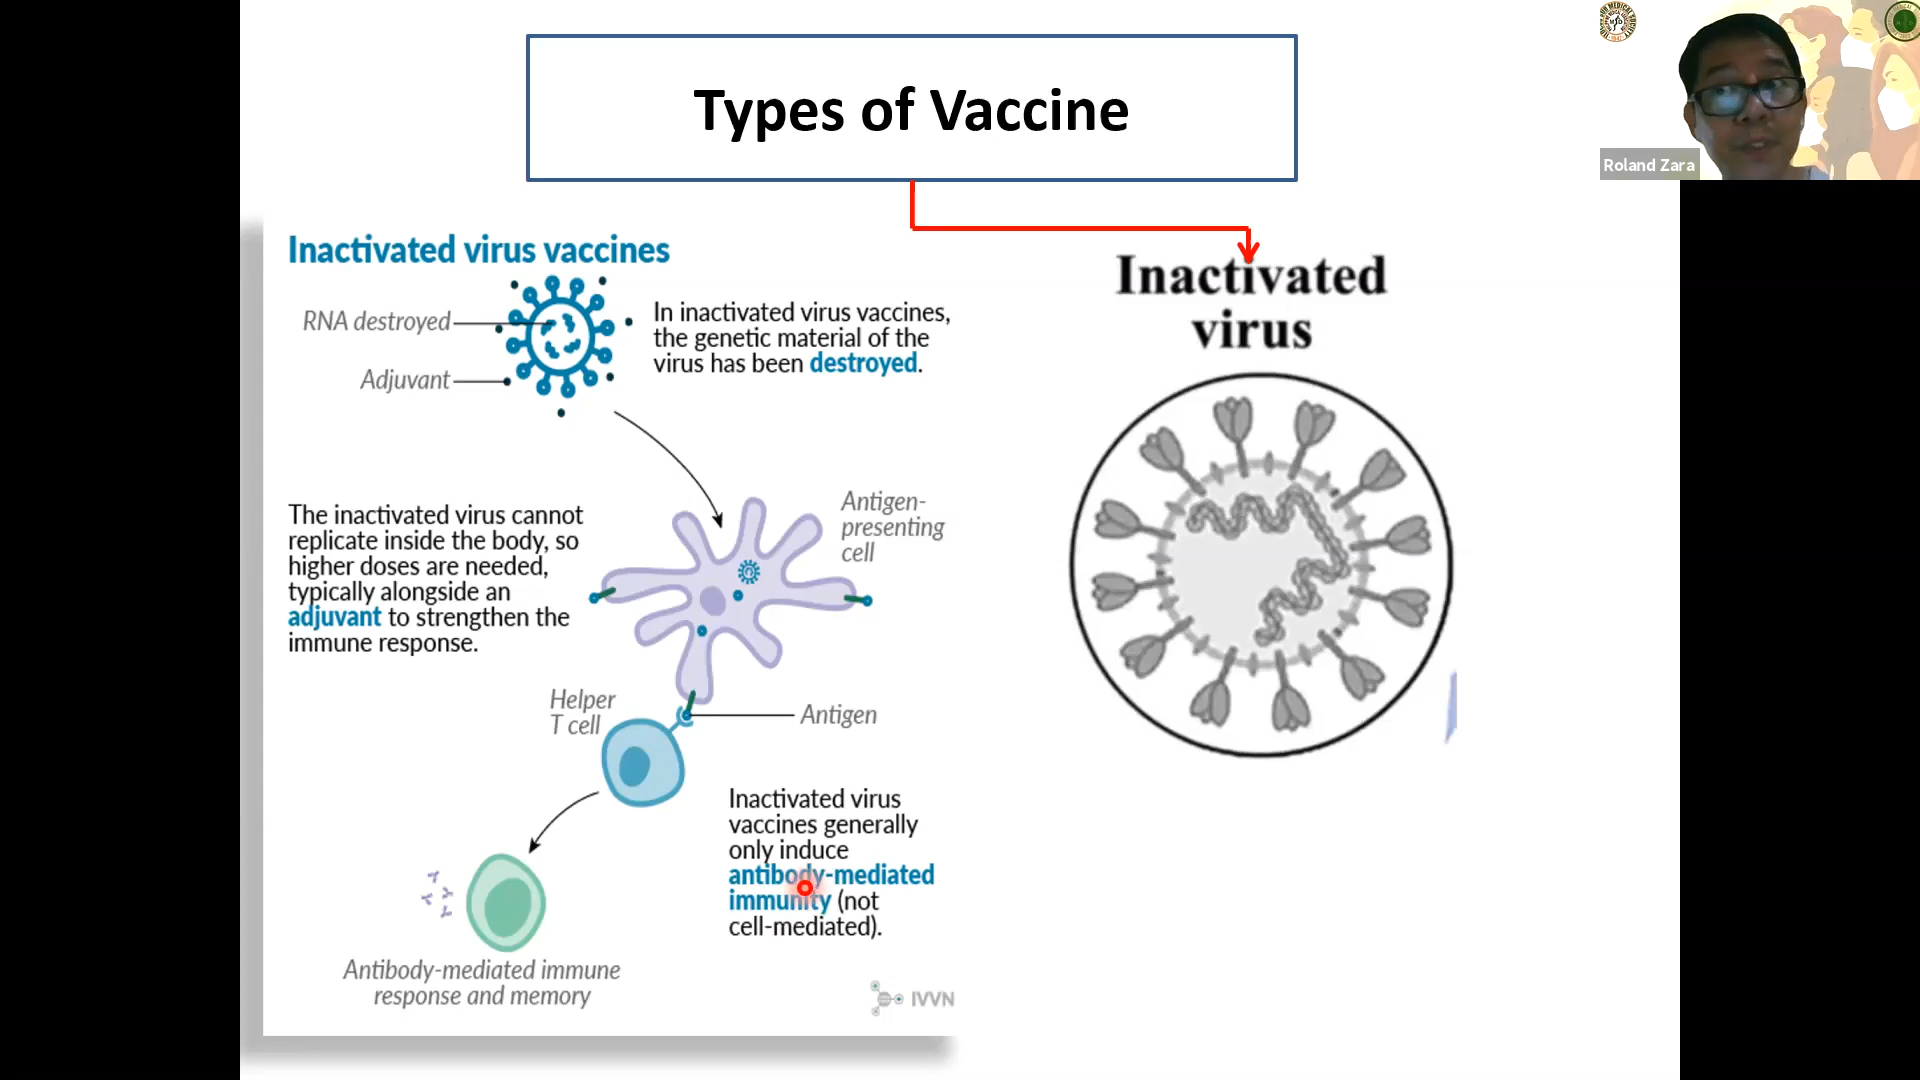 Types of Vaccine
Roland Zara
Inactivated virus vaccines
RNA destroyed
Adjuvant
In inactivated virus vaccines,
the genetic material of the
virus has been destroyed.
The inactivated virus cannot
replicate inside the body, so
higher doses are needed,
typically alongside an
adjuvant to strengthen the
immune response.
Antigen-
presenting
cell
Helper
T cell
Antigen
Inactivated virus
vaccines generally
only induce
antibody-mediated
immunity (not
cell-mediated).
Antibody-mediated immune
response and memory
IVVN
Inactivated
virus